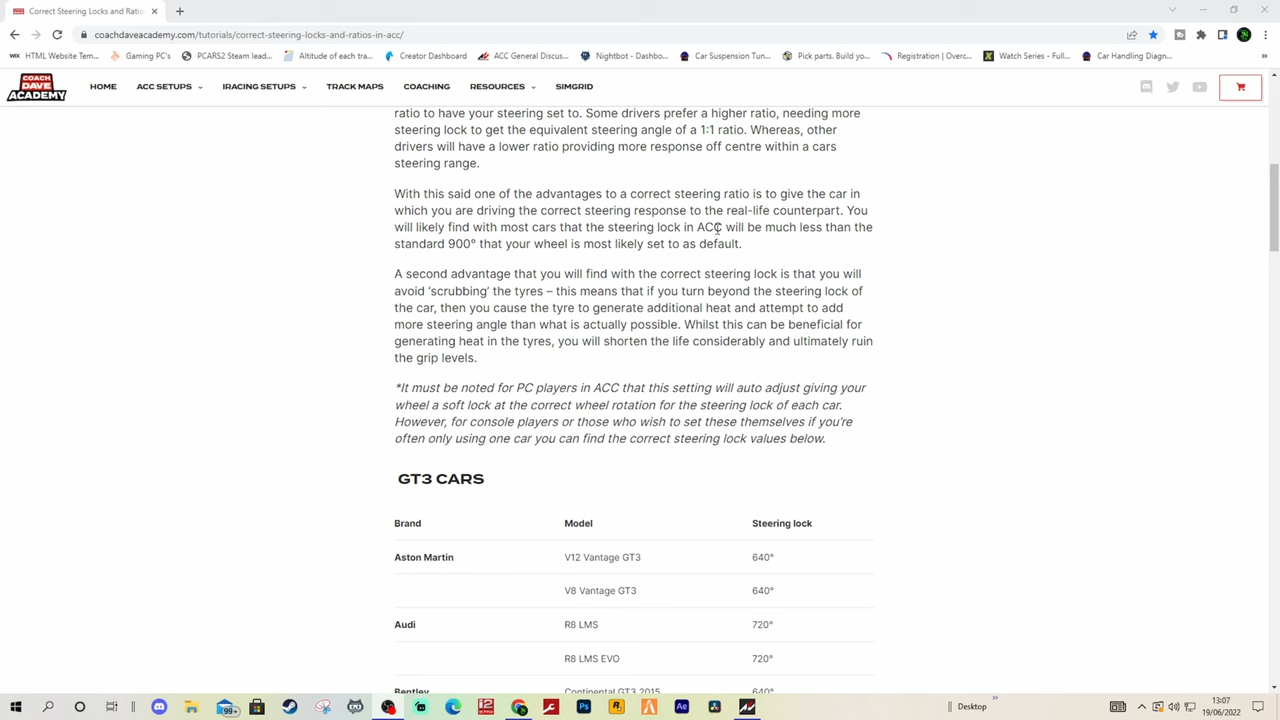 Correct Steering Locks and Ratios
coachdaveacademy.com/tutorials/correct-steering-locks-and-ratios-in-acc/
HTML Website Tem... Gaming PC's PCARS2 Steam lead... Altitude of each tra... Creator Dashboard ACC General Discus... Nightbot - Dashbo... Car Suspension Tun... Pick parts. Build yo... Registration | Overc... Watch Series - Full... Car Handling Diagn...
COACH DAVE ACADEMY
HOME ACC SETUPS IRACING SETUPS TRACK MAPS COACHING RESOURCES SIMGRID
ratio to have your steering set to. Some drivers prefer a higher ratio, needing more
steering lock to get the equivalent steering angle of a 1:1 ratio. Whereas, other
drivers will have a lower ratio providing more response off centre within a cars
steering range.
With this said one of the advantages to a correct steering ratio is to give the car in
which you are driving the correct steering response to the real-life counterpart. You
will likely find with most cars that the steering lock in ACC will be much less than the
standard 900° that your wheel is most likely set to as default.
A second advantage that you will find with the correct steering lock is that you will
avoid ‘scrubbing’ the tyres – this means that if you turn beyond the steering lock of
the car, then you cause the tyre to generate additional heat and attempt to add
more steering angle than what is actually possible. Whilst this can be beneficial for
generating heat in the tyres, you will shorten the life considerably and ultimately ruin
the grip levels.
*It must be noted for PC players in ACC that this setting will auto adjust giving your
wheel a soft lock at the correct wheel rotation for the steering lock of each car.
However, for console players or those who wish to set these themselves if you’re
often only using one car you can find the correct steering lock values below.
GT3 CARS
Brand Model Steering lock
Aston Martin V12 Vantage GT3 640°
V8 Vantage GT3 640°
Audi R8 LMS 720°
R8 LMS EVO 720°
Bentley Continental GT3 2015 640°
99+ Desktop 13:07
19/06/2022